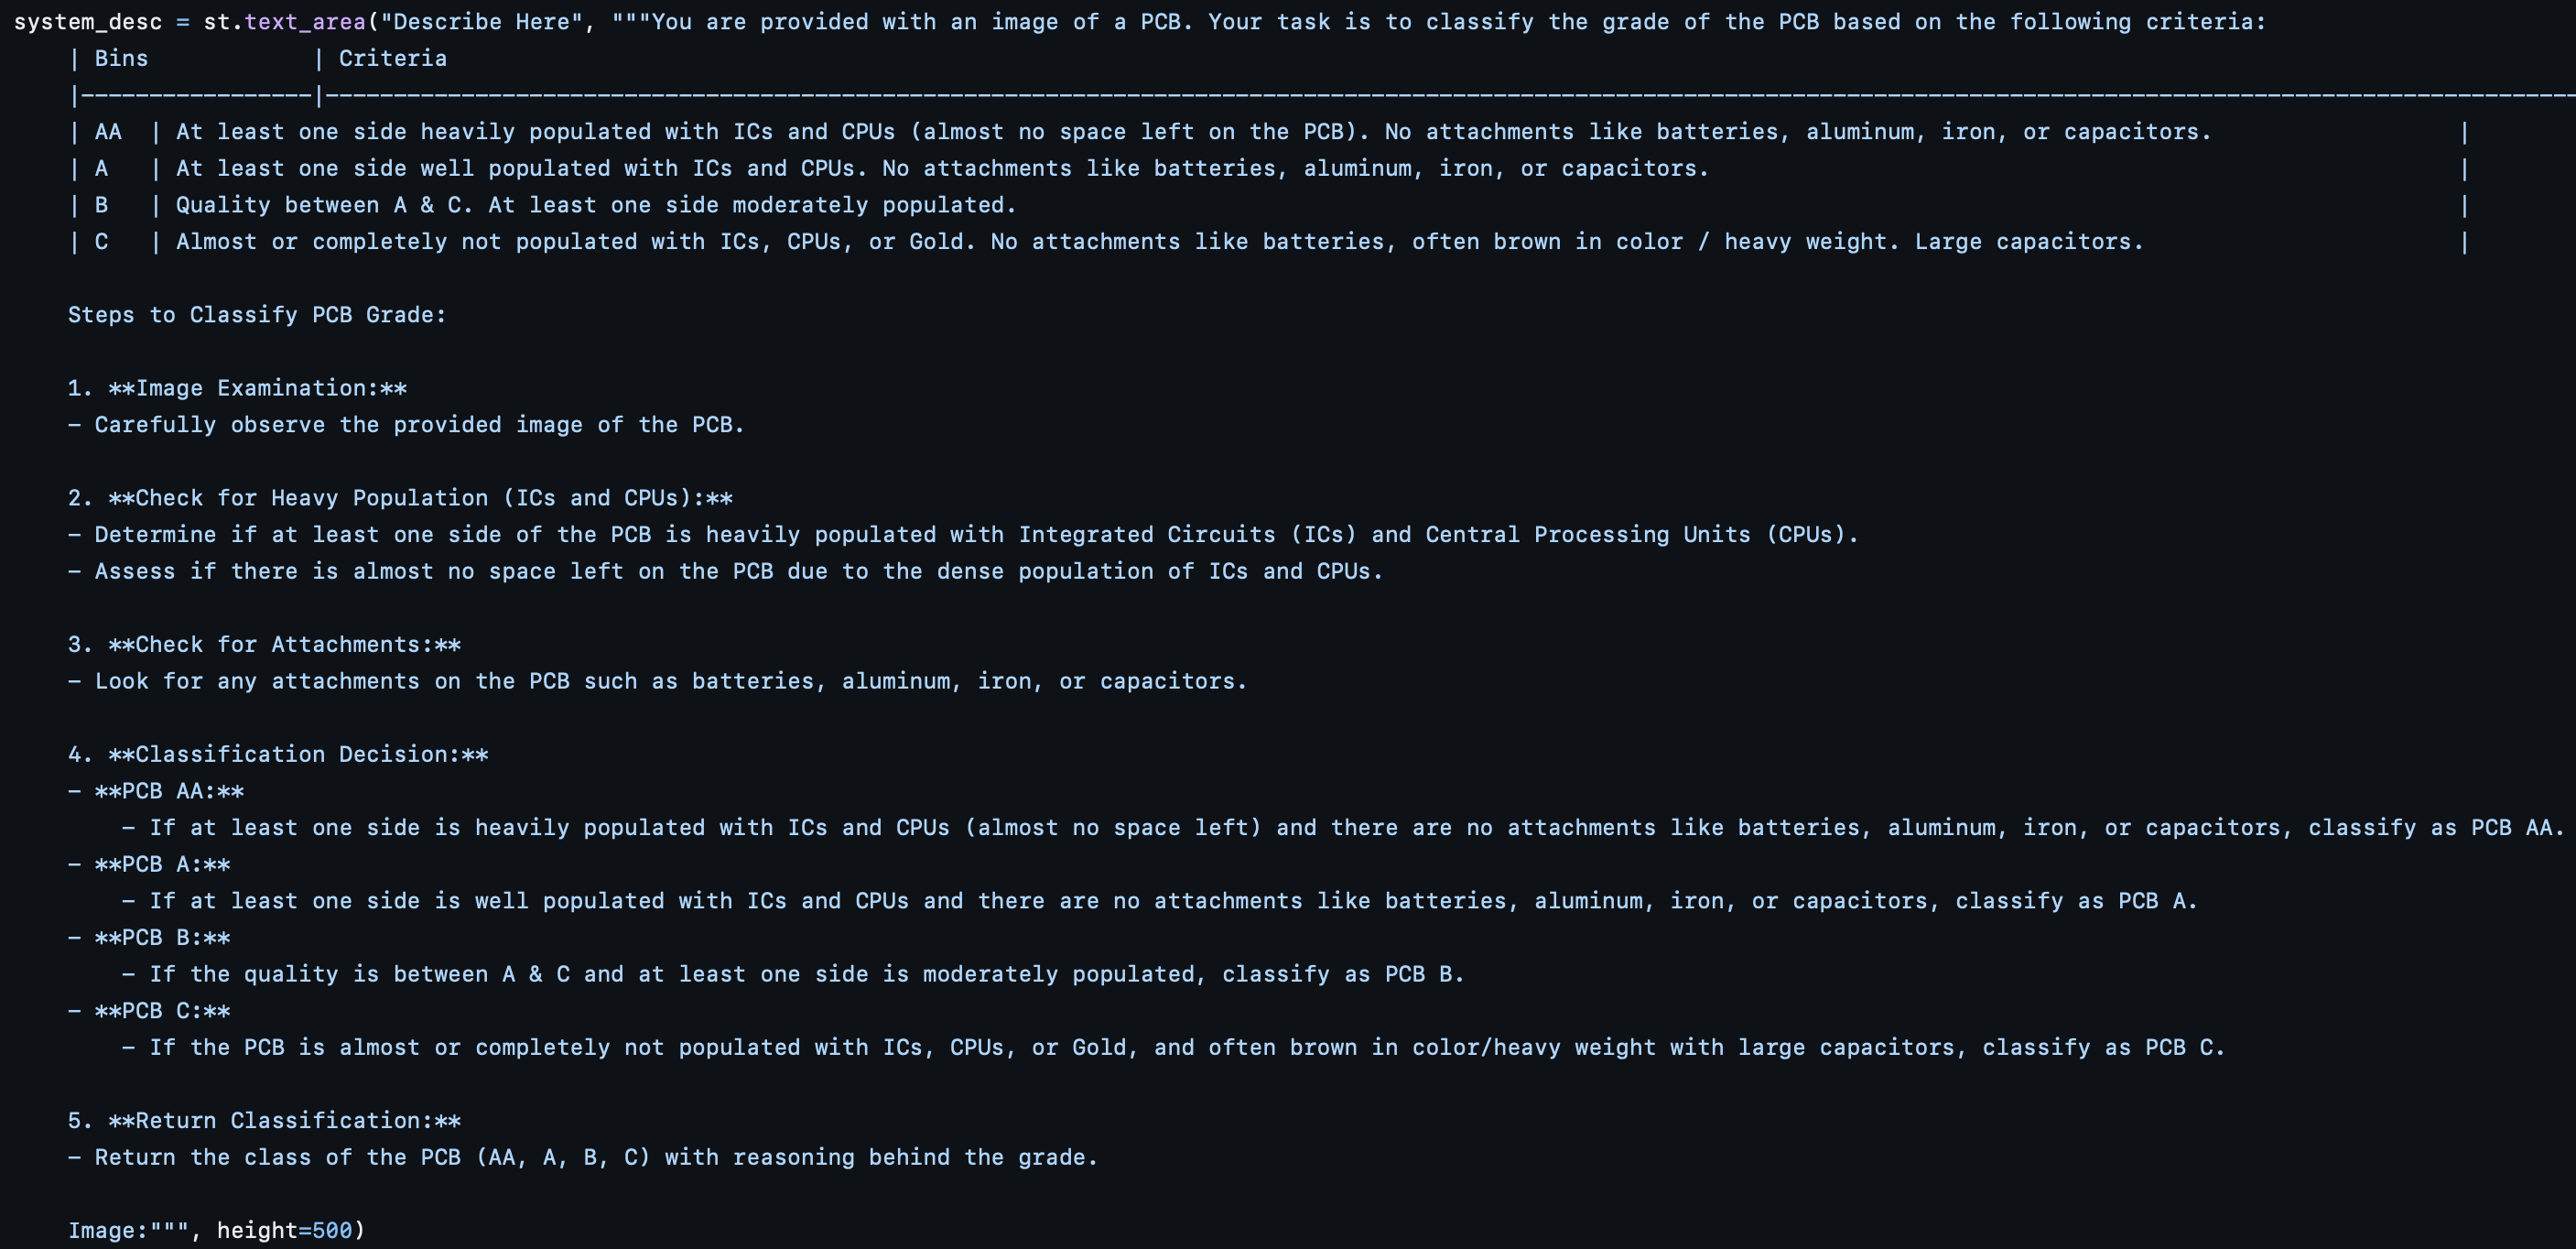 system_desc = st.text_area("Describe Here", """You are provided with an image of a PCB. Your task is to classify the grade of the PCB based on the following criteria:
| Bins | Criteria
|-----------------|----------------------------------------------------------------------------------------------------------------------------------------------------------------------
| AA | At least one side heavily populated with ICs and CPUs (almost no space left on the PCB). No attachments like batteries, aluminum, iron, or capacitors. |
| A | At least one side well populated with ICs and CPUs. No attachments like batteries, aluminum, iron, or capacitors. |
| B | Quality between A & C. At least one side moderately populated. |
| C | Almost or completely not populated with ICs, CPUs, or Gold. No attachments like batteries, often brown in color / heavy weight. Large capacitors. |
Steps to Classify PCB Grade:
1. **Image Examination:**
- Carefully observe the provided image of the PCB.
2. **Check for Heavy Population (ICs and CPUs):**
- Determine if at least one side of the PCB is heavily populated with Integrated Circuits (ICs) and Central Processing Units (CPUs).
- Assess if there is almost no space left on the PCB due to the dense population of ICs and CPUs.
3. **Check for Attachments:**
- Look for any attachments on the PCB such as batteries, aluminum, iron, or capacitors.
4. **Classification Decision:**
- **PCB AA:**
- If at least one side is heavily populated with ICs and CPUs (almost no space left) and there are no attachments like batteries, aluminum, iron, or capacitors, classify as PCB AA.
- **PCB A:**
- If at least one side is well populated with ICs and CPUs and there are no attachments like batteries, aluminum, iron, or capacitors, classify as PCB A.
- **PCB B:**
- If the quality is between A & C and at least one side is moderately populated, classify as PCB B.
- **PCB C:**
- If the PCB is almost or completely not populated with ICs, CPUs, or Gold, and often brown in color/heavy weight with large capacitors, classify as PCB C.
5. **Return Classification:**
- Return the class of the PCB (AA, A, B, C) with reasoning behind the grade.
Image:""", height=500)